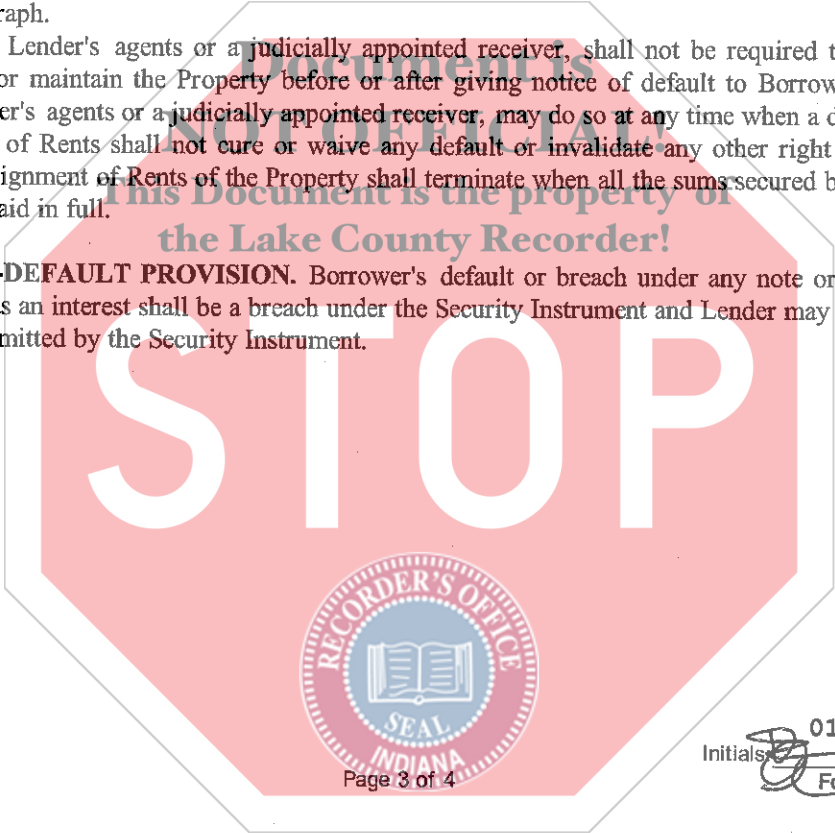 raph.
Lender's agents or a judicially appointed receiver, shall not be required t
or maintain the Property before or after giving notice of default to Borrow
er's agents or a judicially appointed receiver, may do so at any time when a d
of Rents shall not cure or waive any default or invalidate any other right
ignment of Rents of the Property shall terminate when all the sums secured b
aid in full.
Document is
NOT OFFICIAL!
This Document is the property of
the Lake County Recorder!
-DEFAULT PROVISION. Borrower's default or breach under any note or
s an interest shall be a breach under the Security Instrument and Lender may
mitted by the Security Instrument.
STOP
RECORDER'S OFFICE
SEAL
INDIANA
Page 3 of 4
Initials
01
Fo